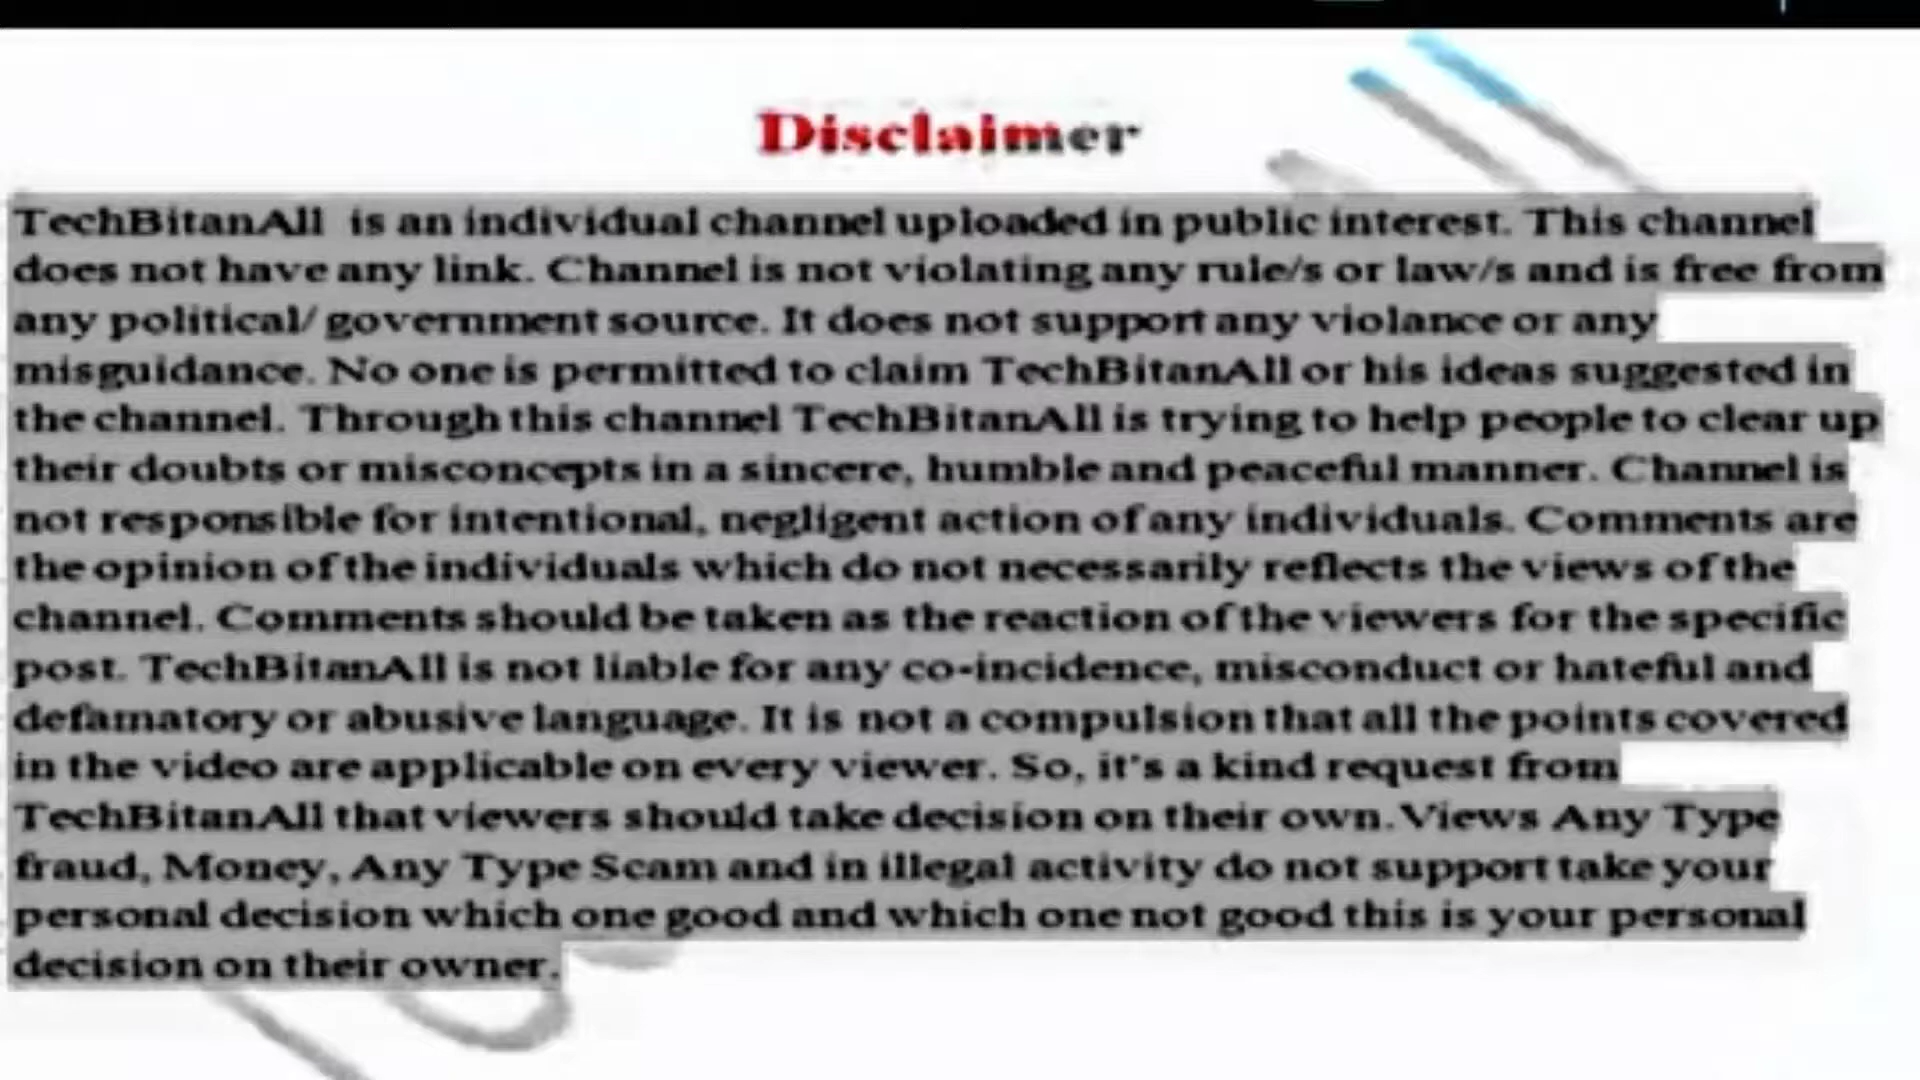 Disclaimer
TechBitanAll is an individual channel uploaded in public interest. This channel
does not have any link. Channel is not violating any rule/s or law/s and is free from
any political/ government source. It does not support any violance or any
misguidance. No one is permitted to claim TechBitanAll or his ideas suggested in
the channel. Through this channel TechBitanAll is trying to help people to clear up
their doubts or misconcepts in a sincere, humble and peaceful manner. Channel is
not responsible for intentional, negligent action of any individuals. Comments are
the opinion of the individuals which do not necessarily reflects the views of the
channel. Comments should be taken as the reaction of the viewers for the specific
post. TechBitanAll is not liable for any co-incidence, misconduct or hateful and
defamatory or abusive language. It is not a compulsion that all the points covered
in the video are applicable on every viewer. So, it's a kind request from
TechBitanAll that viewers should take decision on their own. Views Any Type
fraud, Money, Any Type Scam and in illegal activity do not support take your
personal decision which one good and which one not good this is your personal
decision on their owner.